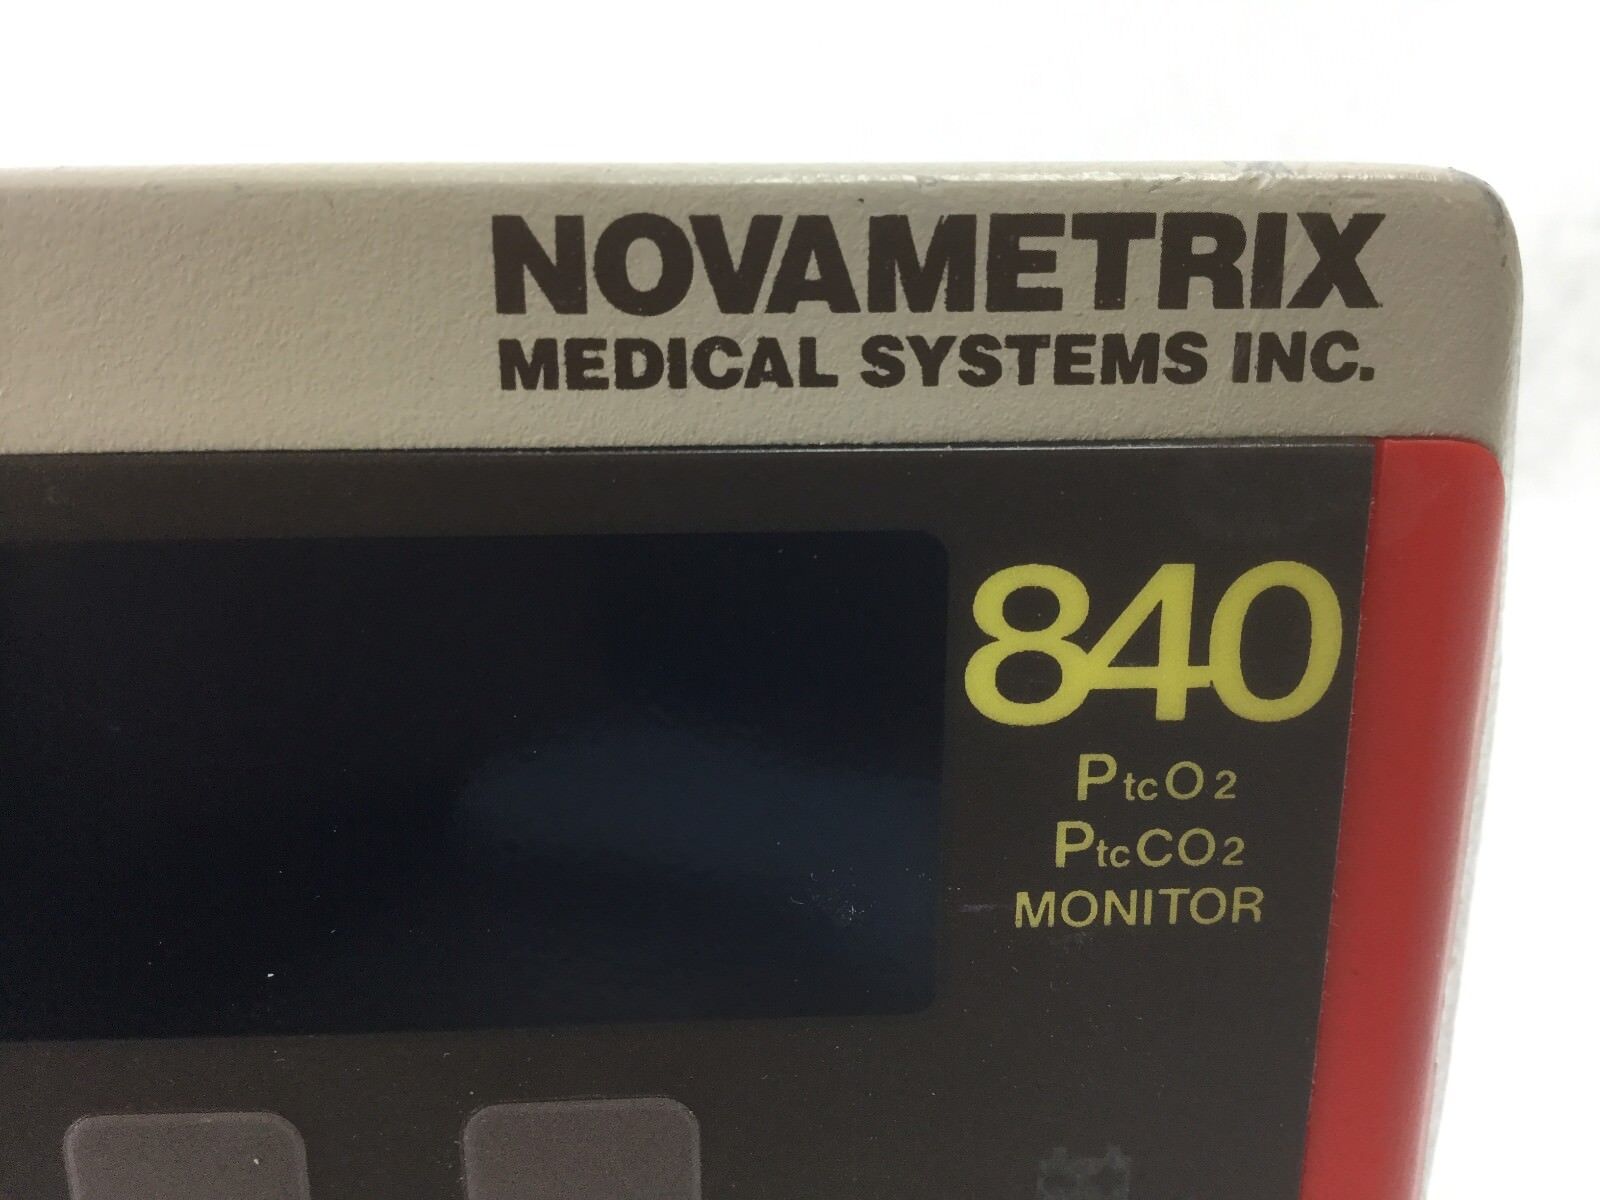 NOVAMETRIX
MEDICAL SYSTEMS INC.
840
PtcO2
PtcCO2
MONITOR